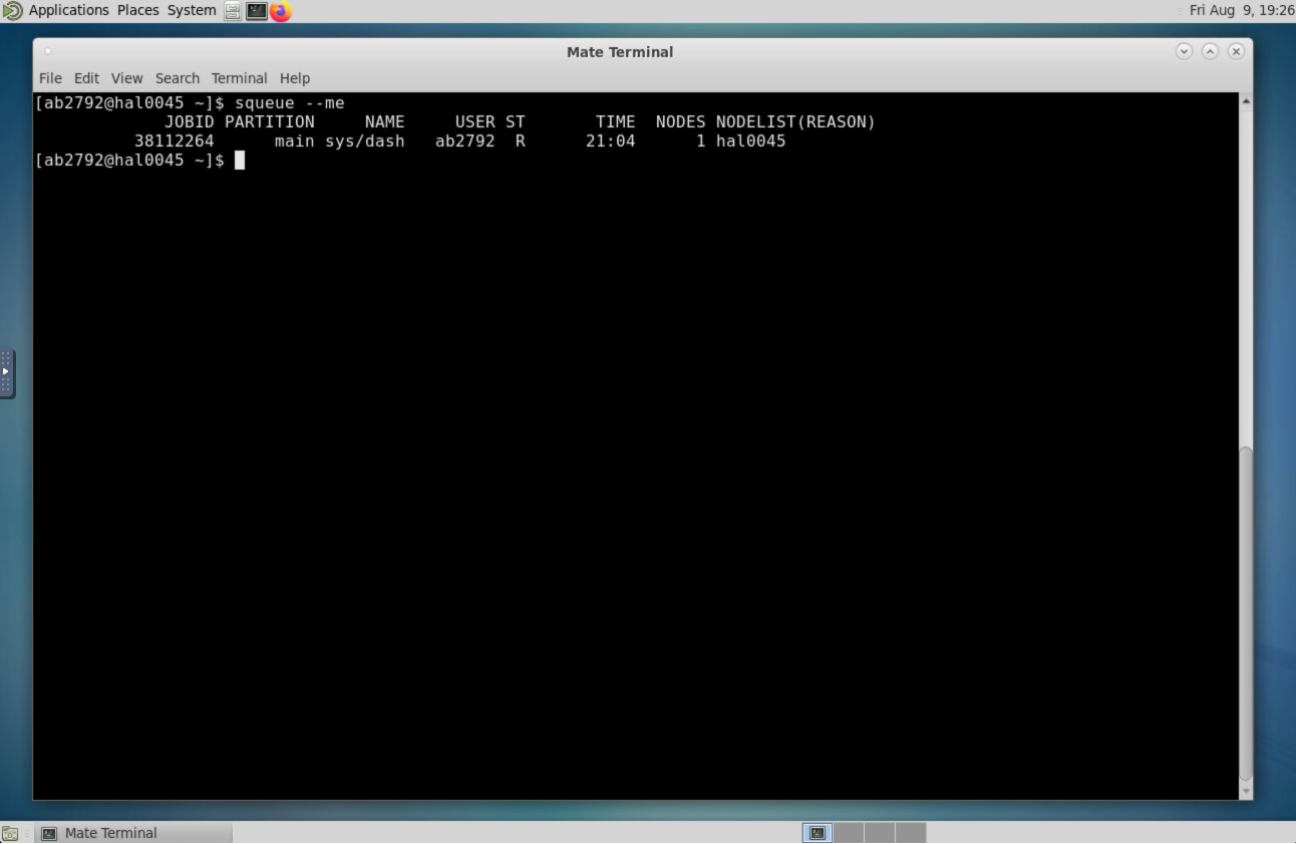 Applications Places System Fri Aug 9, 19:26
Mate Terminal
File Edit View Search Terminal Help
[ab2792@hal0045 ~]$ squeue --me
JOBID PARTITION NAME USER ST TIME NODES NODELIST(REASON)
38112264 main sys/dash ab2792 R 21:04 1 hal0045
[ab2792@hal0045 ~]$
Mate Terminal